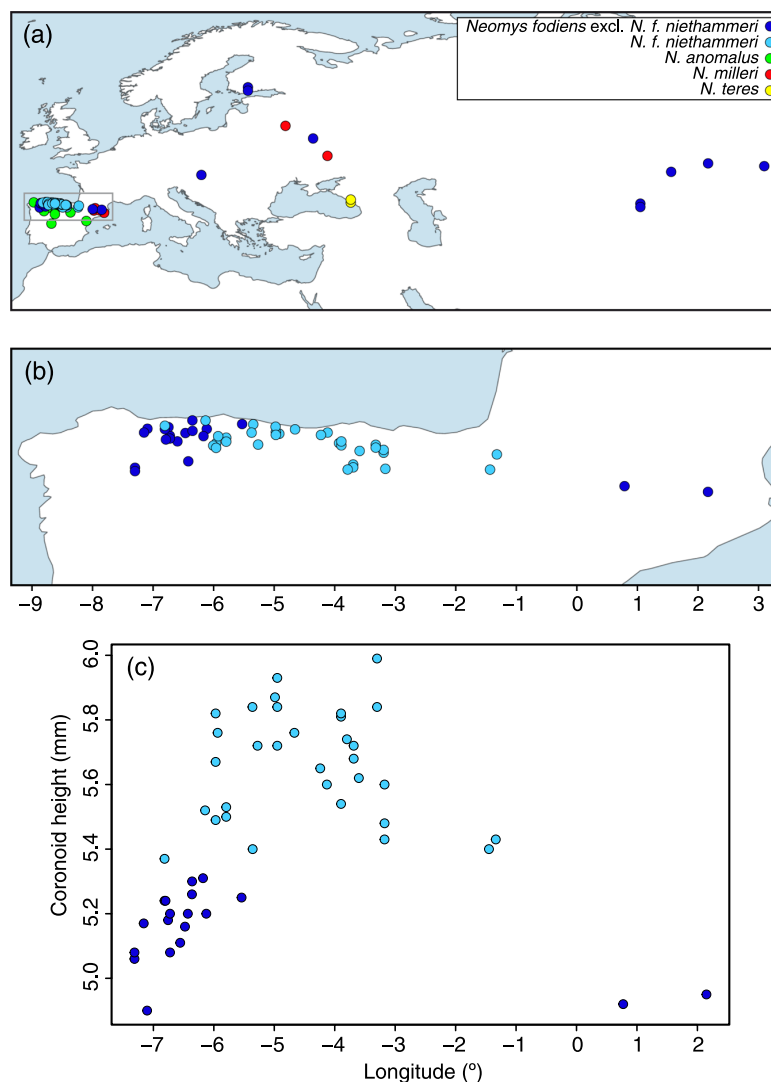 (a)
Neomys fodiens excl. N. f. niethammeri
N. f. niethammeri
N. anomalus
N. milleri
N. teres
(b)
−9 −8 −7 −6 −5 −4 −3 −2 −1 0 1 2 3
(c)
6.0
5.8
5.6
5.4
5.2
5.0
Coronoid height (mm)
−7 −6 −5 −4 −3 −2 −1 0 1 2
Longitude (º)